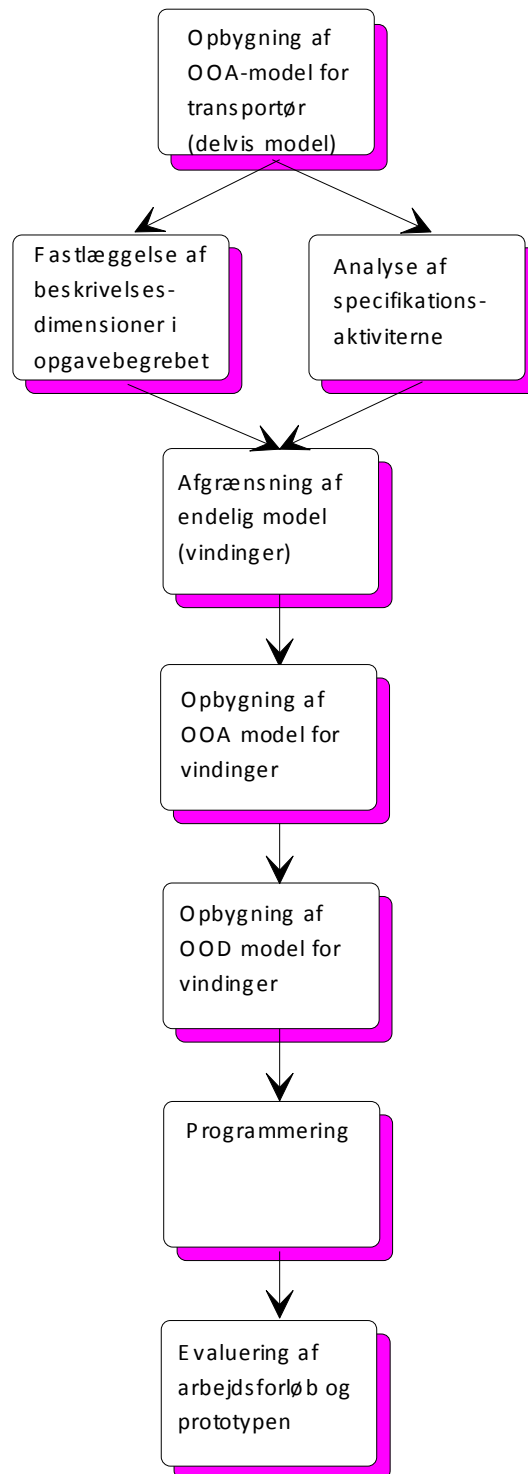 Opbygning af
OOA-model for
transportør
(delvis model)
Fastlæggelse af
beskrivelses-
dimensioner i
opgavebegrebet
Analyse af
specifikations-
aktiviterne
Afgrænsning af
endelig model
(vindinger)
Opbygning af
OOA model for
vindinger
Opbygning af
OOD model for
vindinger
Programmering
Evaluering af
arbejdsforløb og
prototypen